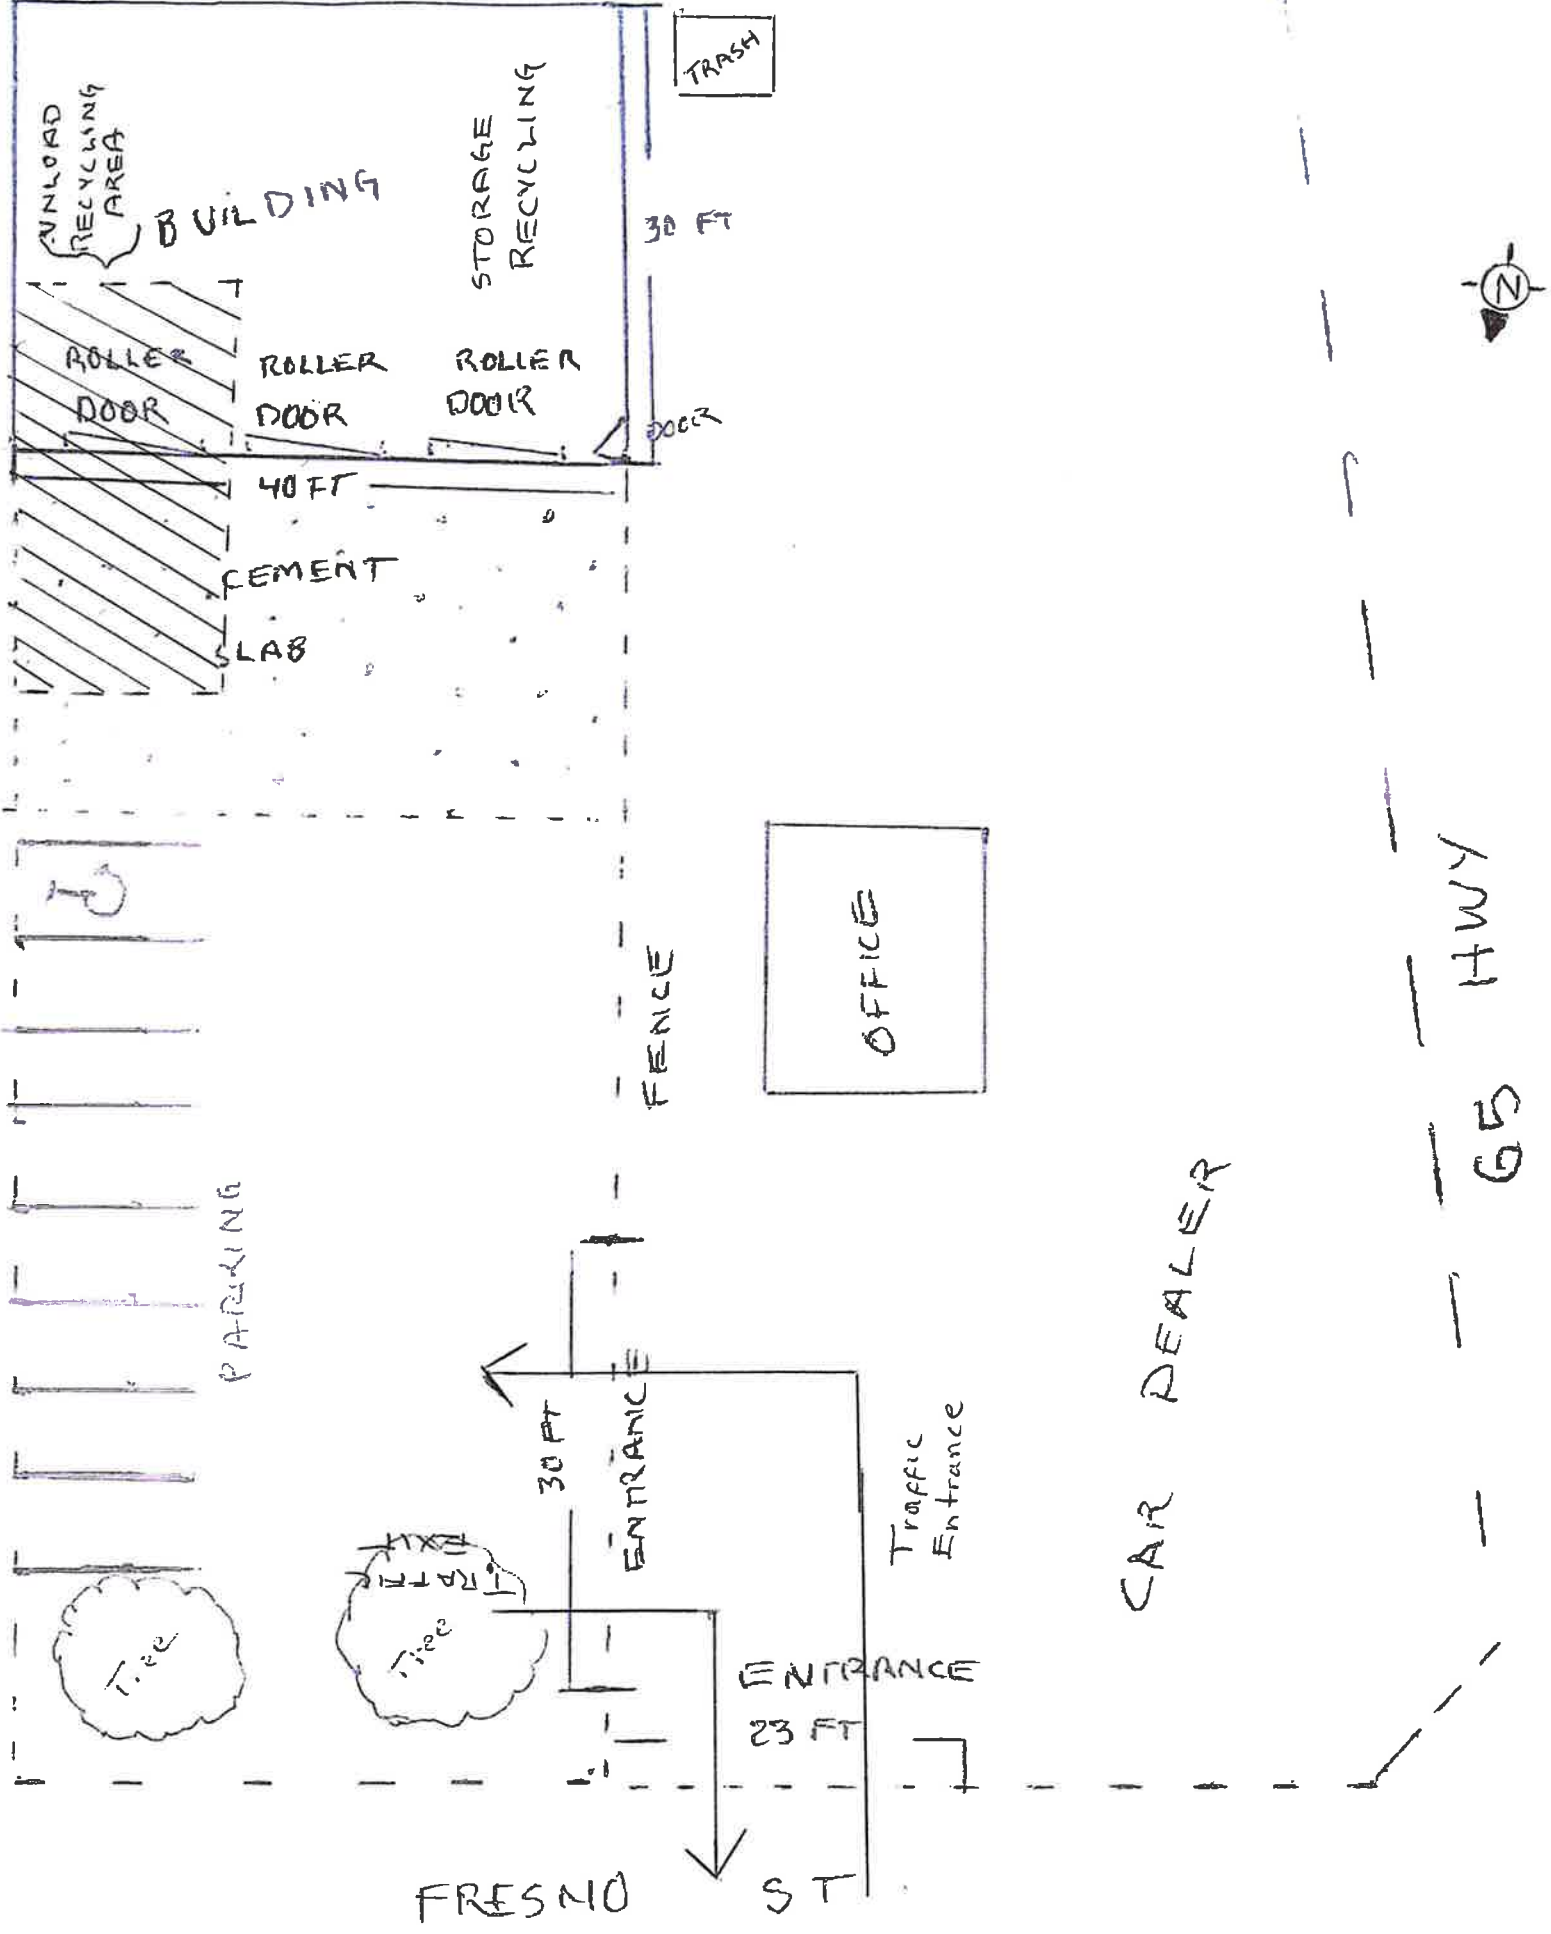 TRASH
UNLOAD
RECYCLING
AREA
BUILDING
STORAGE
RECYCLING
30 FT
N
ROLLER
DOOR
ROLLER
DOOR
ROLLER
DOOR
DOOR
40 FT
CEMENT
SLAB
OFFICE
FENCE
65 HWY
PARKING
ENTRANCE
30 FT
Traffic
Entrance
CAR DEALER
TRAFFIC
EXIT
Tree
Tree
ENTRANCE
23 FT
FRESNO ST